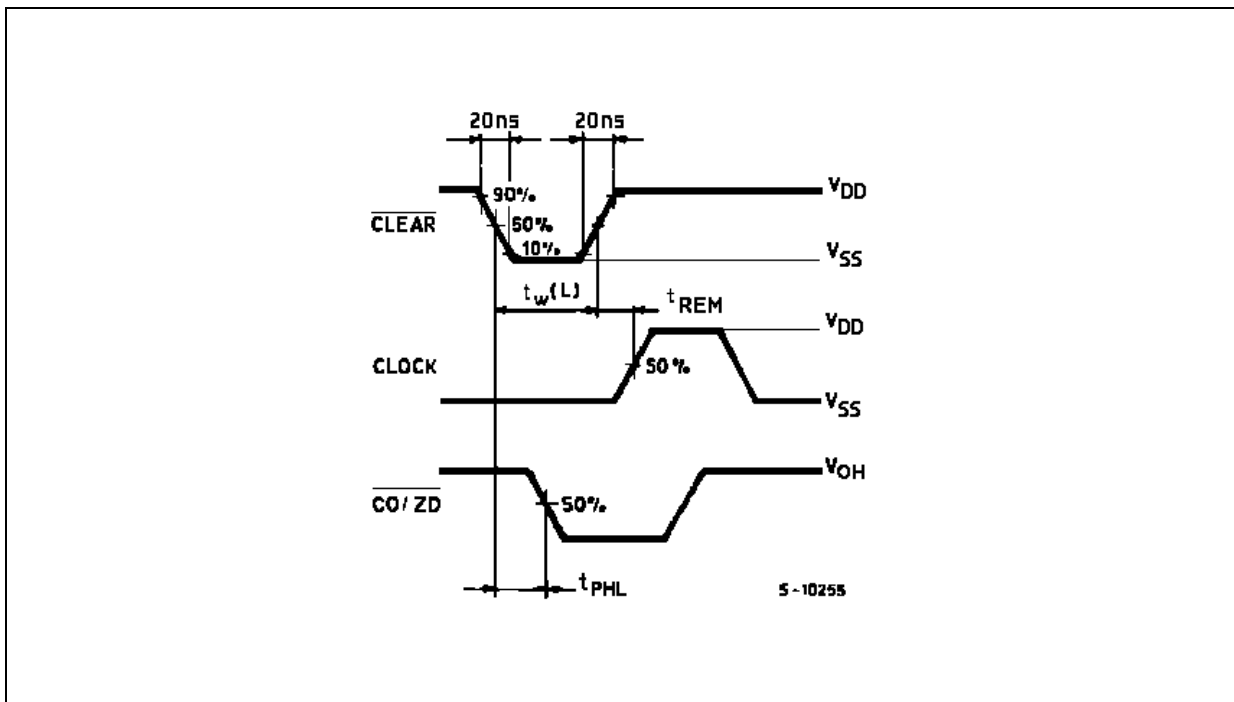 20ns 20ns
VDD
90%
CLEAR 50%
10%
VSS
tw(L) tREM
VDD
CLOCK 50%
VSS
VOH
CO/ZD 50%
tPHL
S-10255